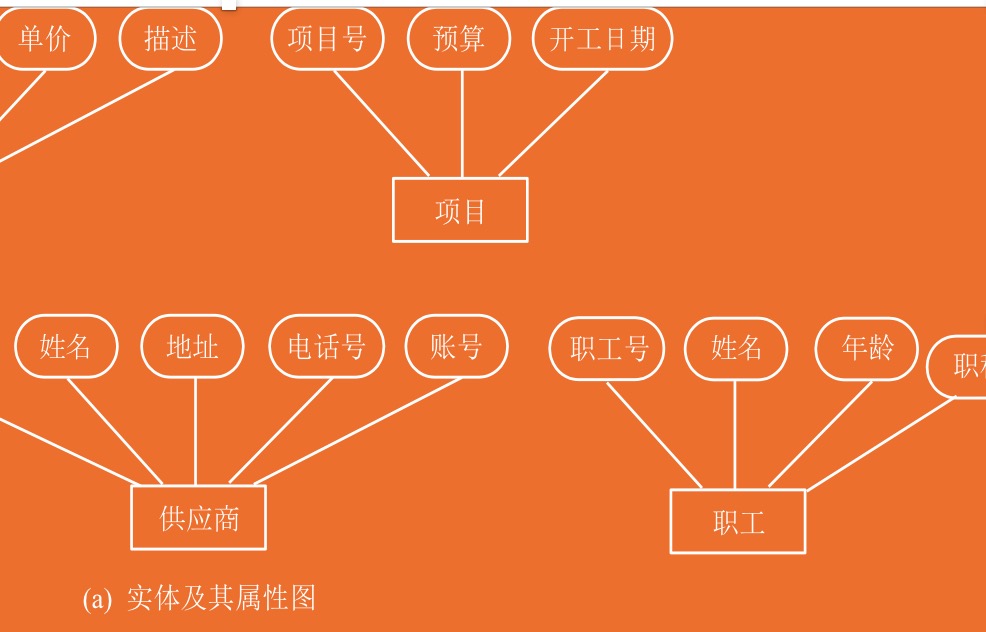 单价 描述 项目号 预算 开工日期
项目
姓名 地址 电话号 账号 职工号 姓名 年龄 职
供应商 职工
(a) 实体及其属性图